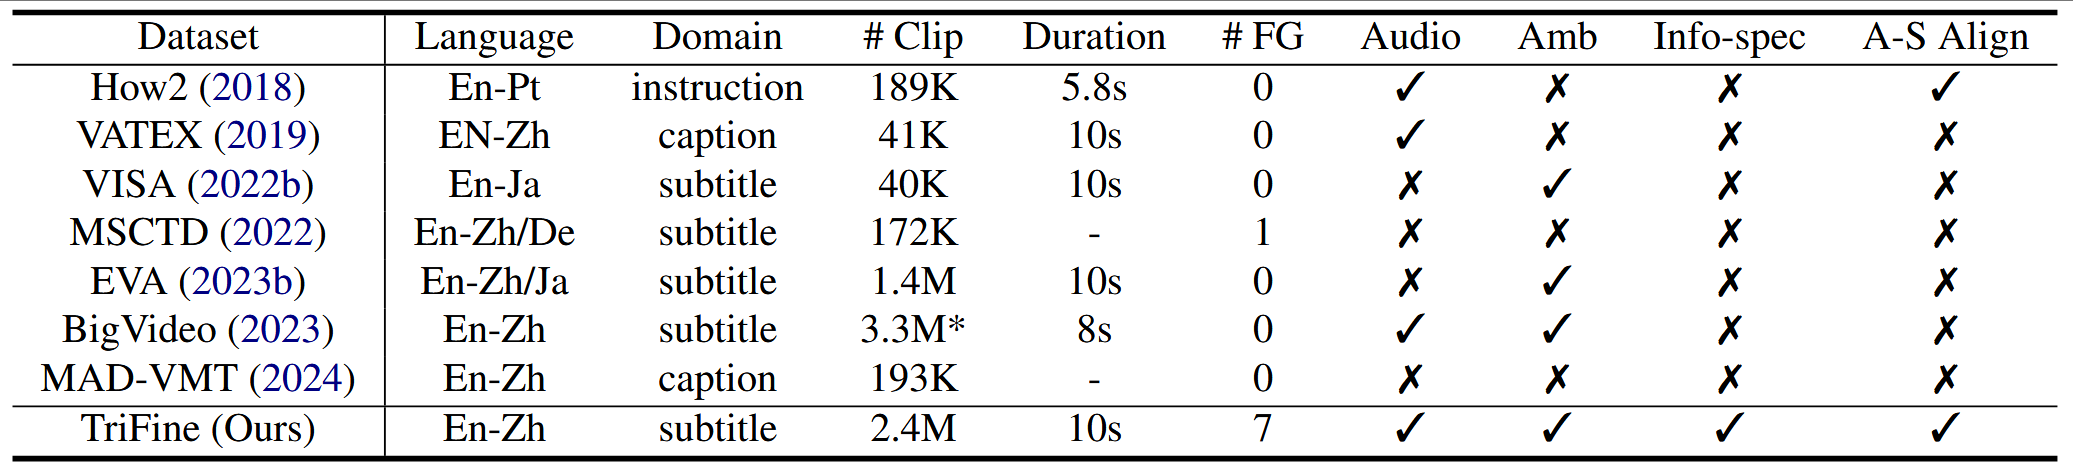 Dataset Language Domain # Clip Duration # FG Audio Amb Info-spec A-S Align
How2 (2018) En-Pt instruction 189K 5.8s 0 ✓ ✗ ✗ ✓
VATEX (2019) EN-Zh caption 41K 10s 0 ✓ ✗ ✗ ✗
VISA (2022b) En-Ja subtitle 40K 10s 0 ✗ ✓ ✗ ✗
MSCTD (2022) En-Zh/De subtitle 172K - 1 ✗ ✗ ✗ ✗
EVA (2023b) En-Zh/Ja subtitle 1.4M 10s 0 ✗ ✓ ✗ ✗
BigVideo (2023) En-Zh subtitle 3.3M* 8s 0 ✓ ✓ ✗ ✗
MAD-VMT (2024) En-Zh caption 193K - 0 ✗ ✗ ✗ ✗
TriFine (Ours) En-Zh subtitle 2.4M 10s 7 ✓ ✓ ✓ ✓